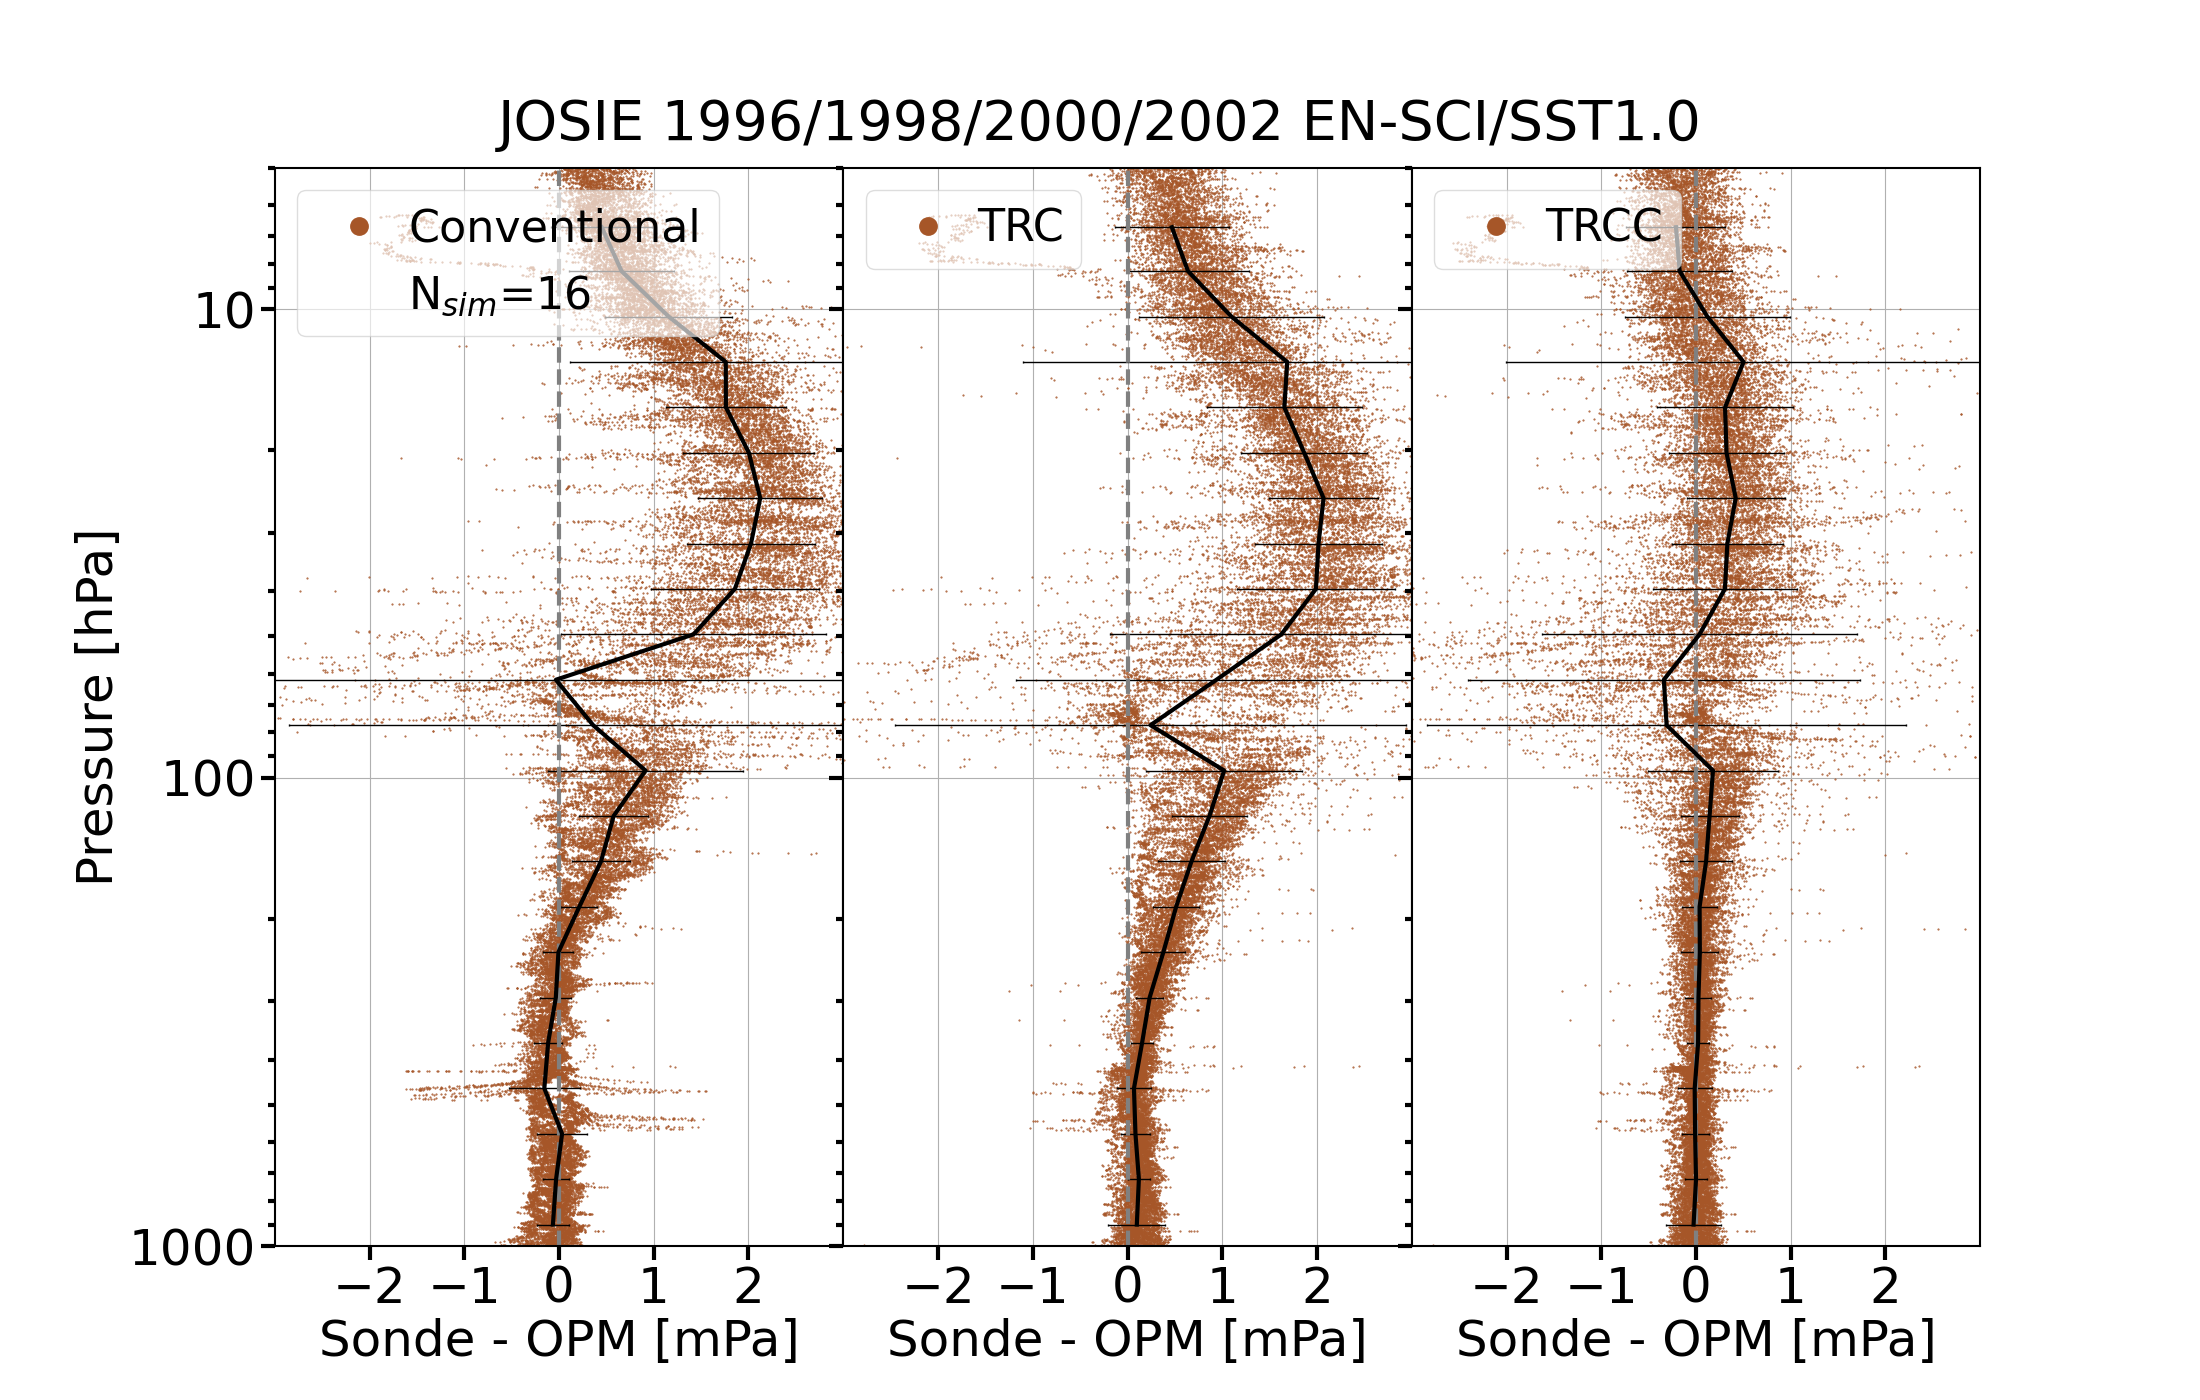 JOSIE 1996/1998/2000/2002 EN-SCI/SST1.0
Conventional
N_sim=16
TRC
TRCC
Pressure [hPa]
10
100
1000
−2 −1 0 1 2
−2 −1 0 1 2
−2 −1 0 1 2
Sonde - OPM [mPa]
Sonde - OPM [mPa]
Sonde - OPM [mPa]